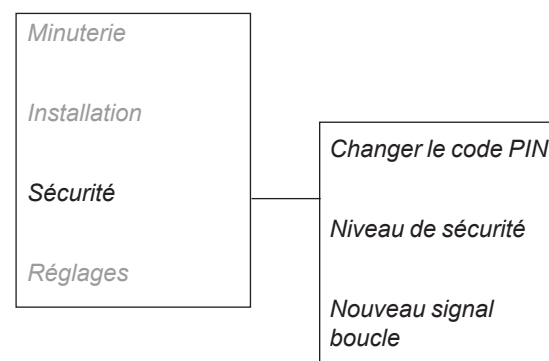 Minuterie
Installation
Sécurité
Réglages
Changer le code PIN
Niveau de sécurité
Nouveau signal
boucle